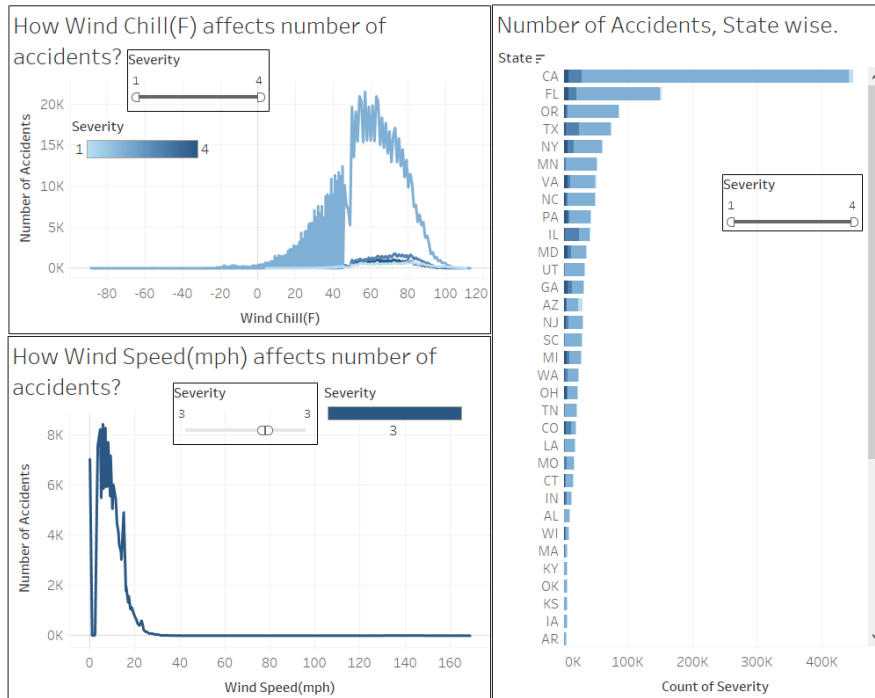 How Wind Chill(F) affects number of
accidents?
Severity
1 4
Severity
1 4
20K
15K
10K
5K
0K
Number of Accidents
-80 -60 -40 -20 0 20 40 60 80 100 120
Wind Chill(F)
How Wind Speed(mph) affects number of
accidents?
Severity
3 3
Severity
3
8K
6K
4K
2K
0K
Number of Accidents
0 20 40 60 80 100 120 140 160
Wind Speed(mph)
Number of Accidents, State wise.
State
CA
FL
OR
TX
NY
MN
VA
NC
PA
IL
MD
UT
GA
AZ
NJ
SC
MI
WA
OH
TN
CO
LA
MO
CT
IN
AL
WI
MA
KY
OK
KS
IA
AR
Severity
1 4
0K 100K 200K 300K 400K
Count of Severity